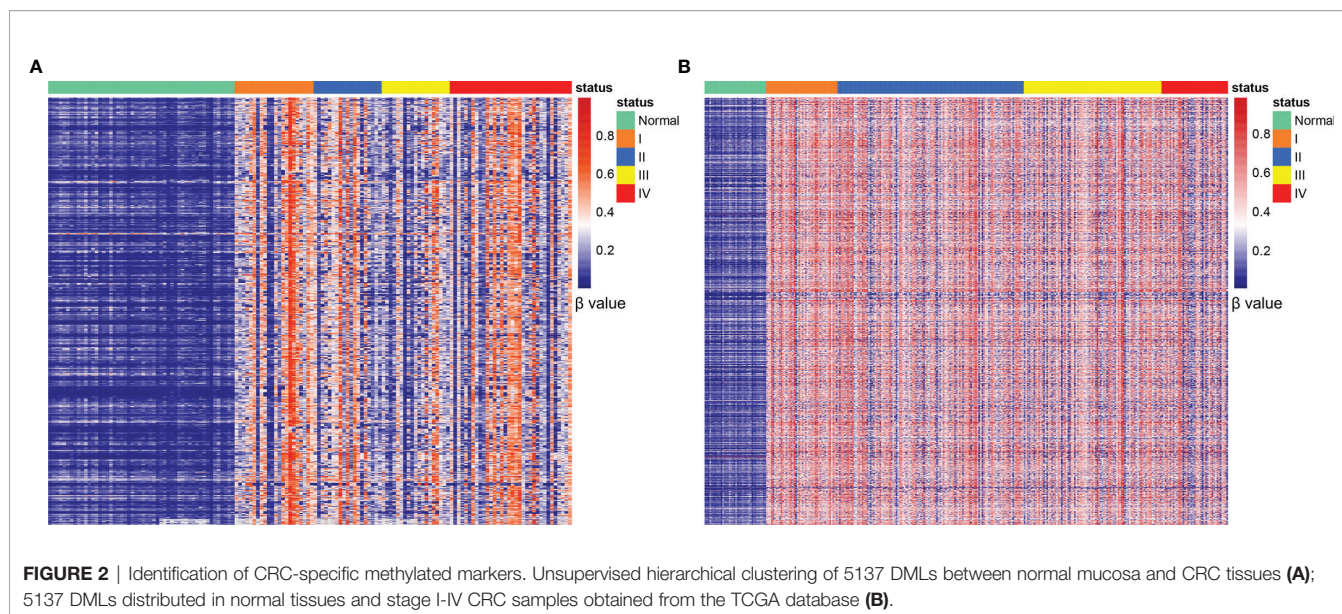 A
status
status
Normal
I
II
III
IV
0.8
0.6
0.4
0.2
β value
B
status
status
Normal
I
II
III
IV
0.8
0.6
0.4
0.2
β value
FIGURE 2 | Identification of CRC-specific methylated markers. Unsupervised hierarchical clustering of 5137 DMLs between normal mucosa and CRC tissues (A);
5137 DMLs distributed in normal tissues and stage I-IV CRC samples obtained from the TCGA database (B).